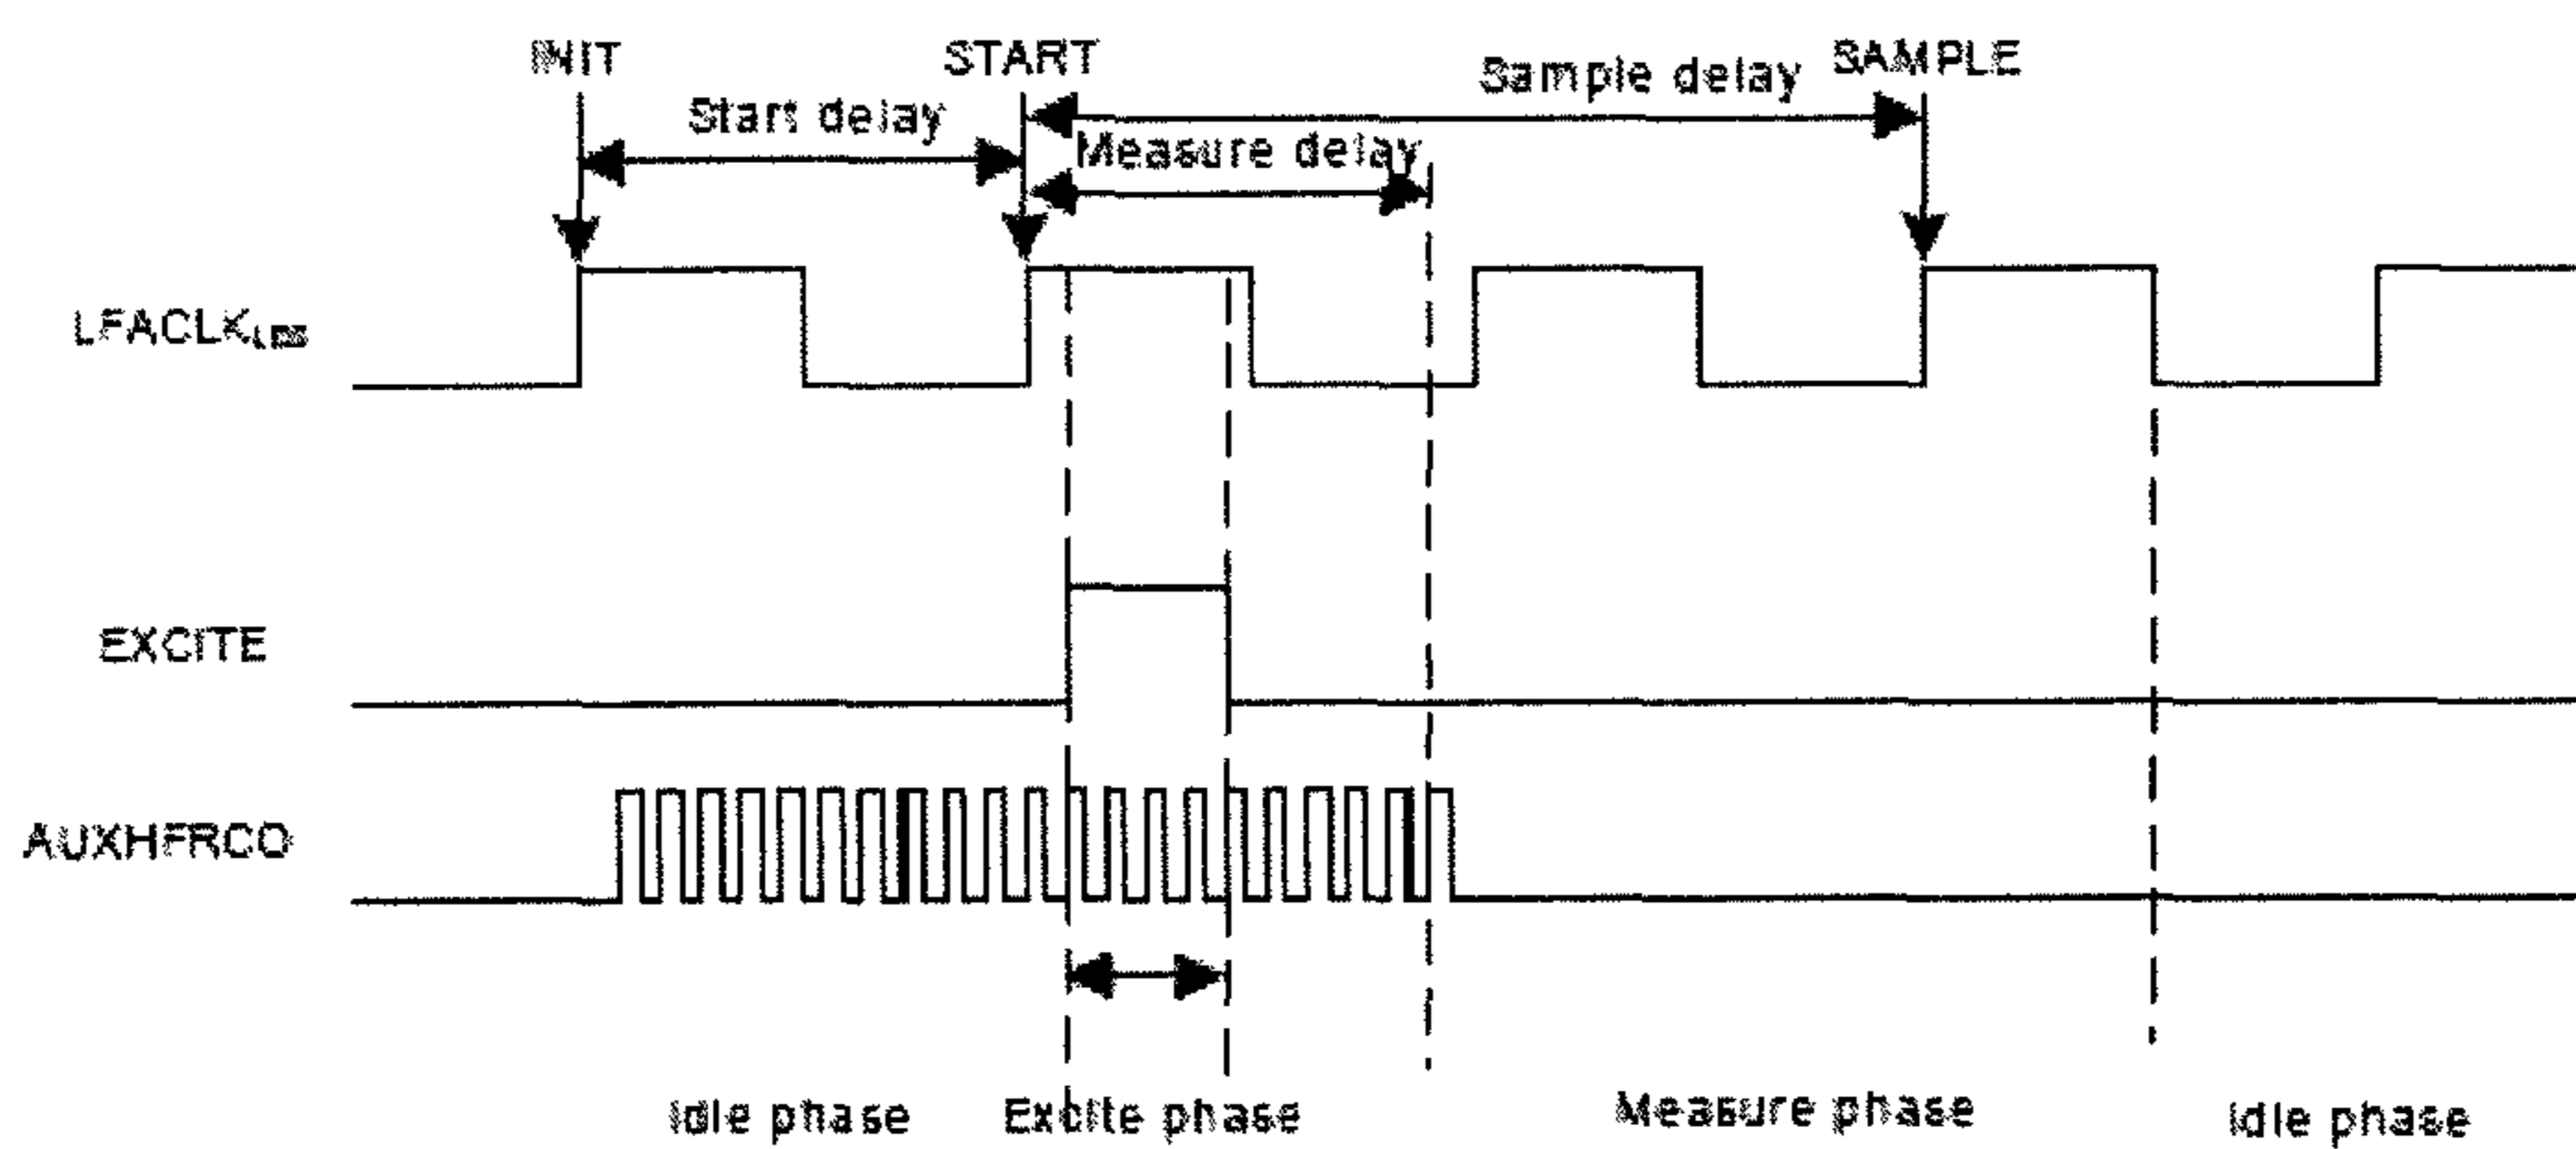 INIT
START
Sample delay
SAMPLE
Start delay
Measure delay
LFACLK
EXCITE
AUXHFRCO
Idle phase
Excite phase
Measure phase
Idle phase